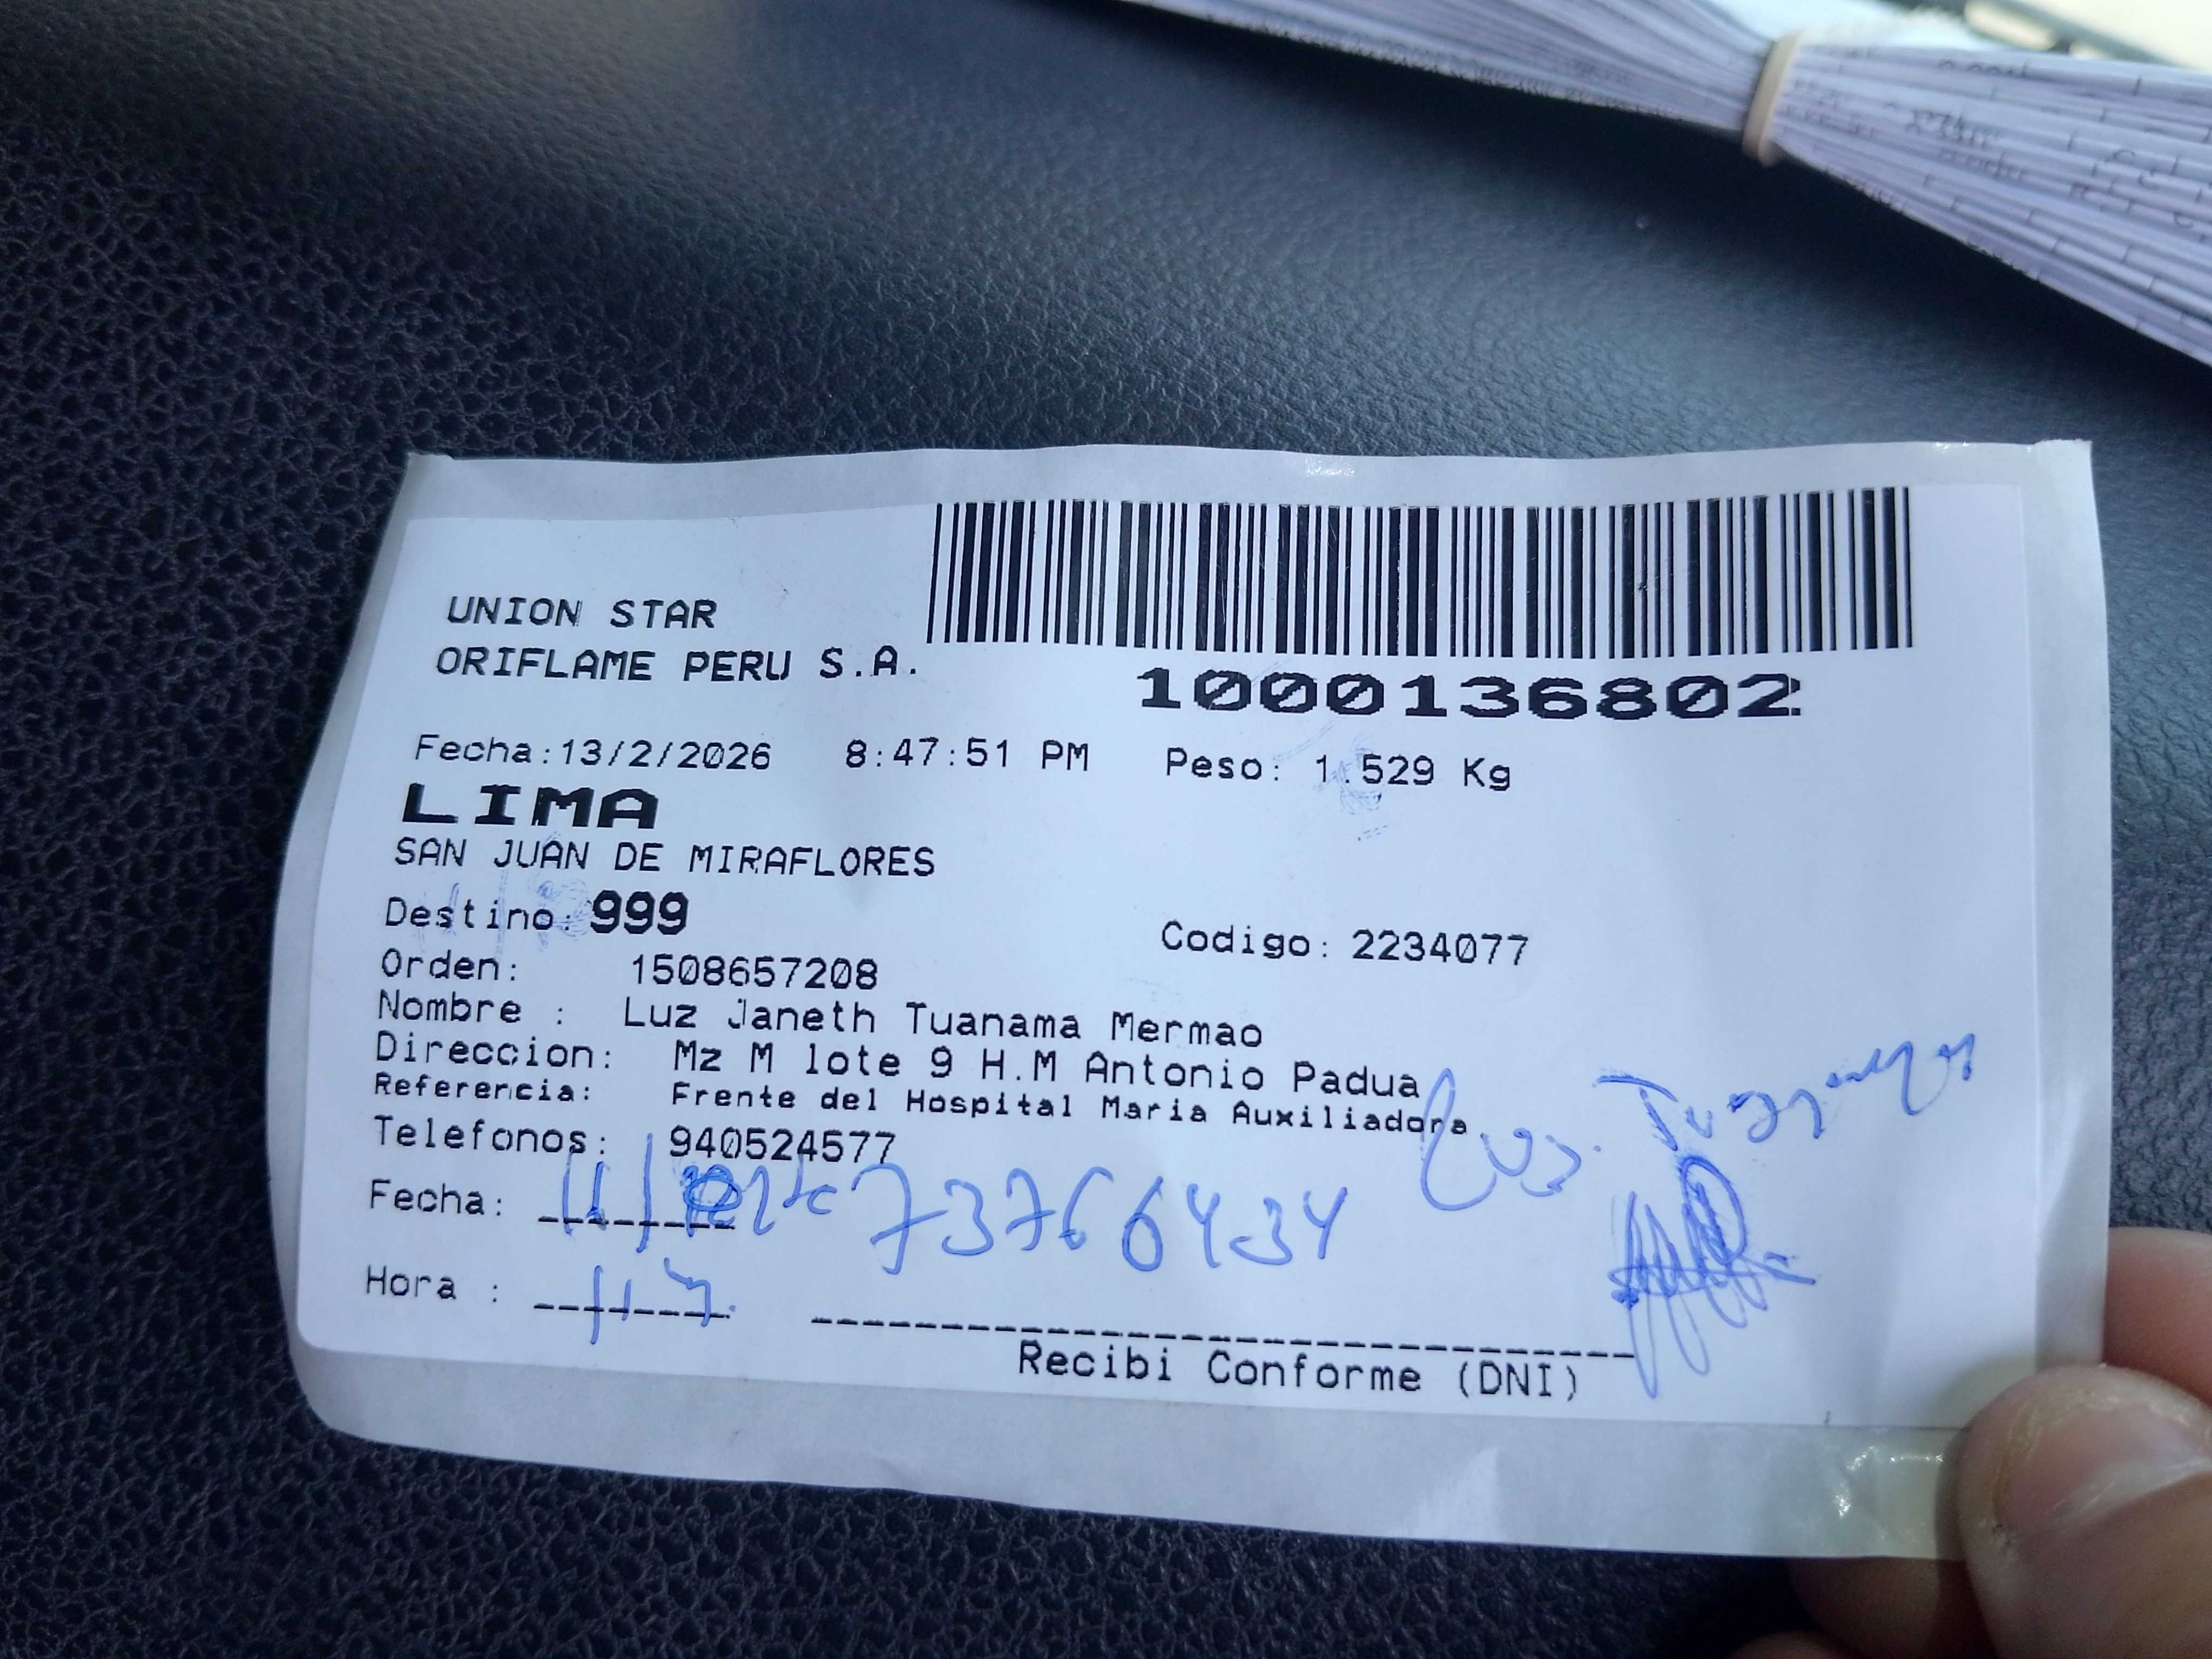 UNION STAR
ORIFLAME PERU S.A.
1000136802
Fecha:13/2/2026 8:47:51 PM Peso: 1.529 Kg
LIMA
SAN JUAN DE MIRAFLORES
Destino: 999
Codigo: 2234077
Orden: 1508657208
Nombre : Luz Janeth Tuanama Mermao
Direccion: Mz M lote 9 H.M Antonio Padua
Referencia: Frente del Hospital Maria Auxiliadora
Telefonos: 940524577
Luz
Fecha: 73766434
Hora :
Recibi Conforme (DNI)